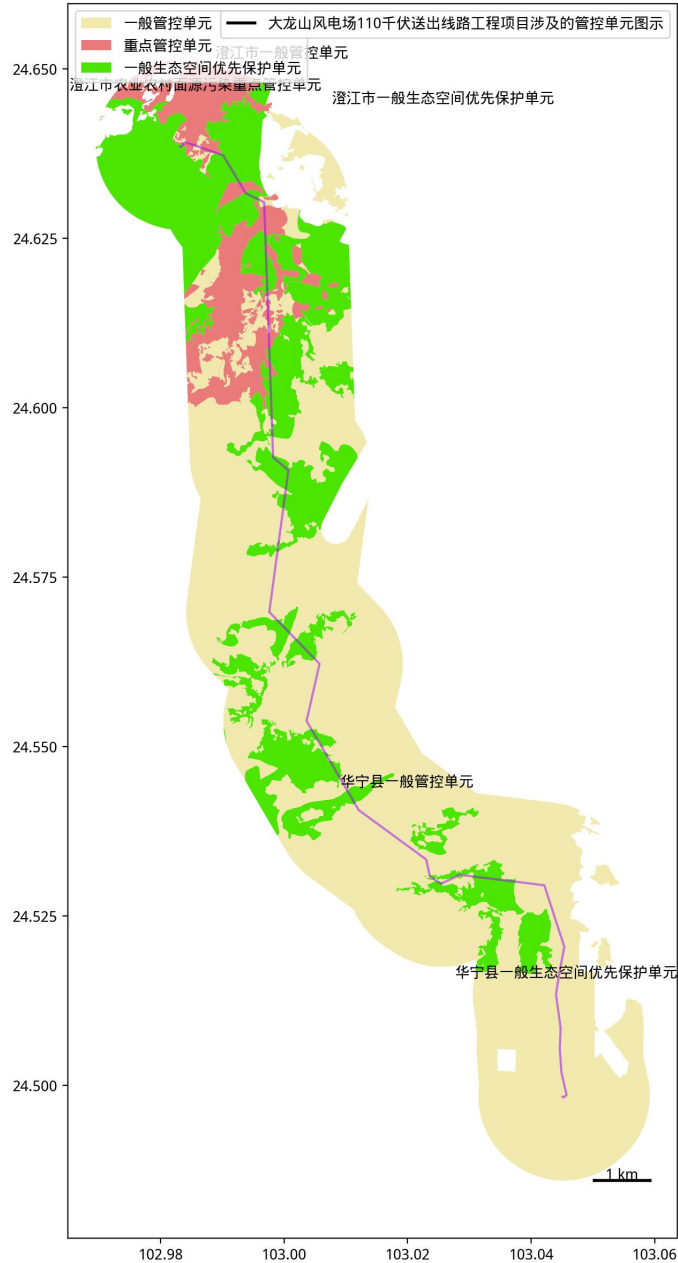 一般管控单元
重点管控单元
一般生态空间优先保护单元
大龙山风电场110千伏送出线路工程项目涉及的管控单元图示
澄江市一般管控单元
澄江市农业农村面源污染重点管控单元
澄江市一般生态空间优先保护单元
华宁县一般管控单元
华宁县一般生态空间优先保护单元
1 km
24.650
24.625
24.600
24.575
24.550
24.525
24.500
102.98 103.00 103.02 103.04 103.06